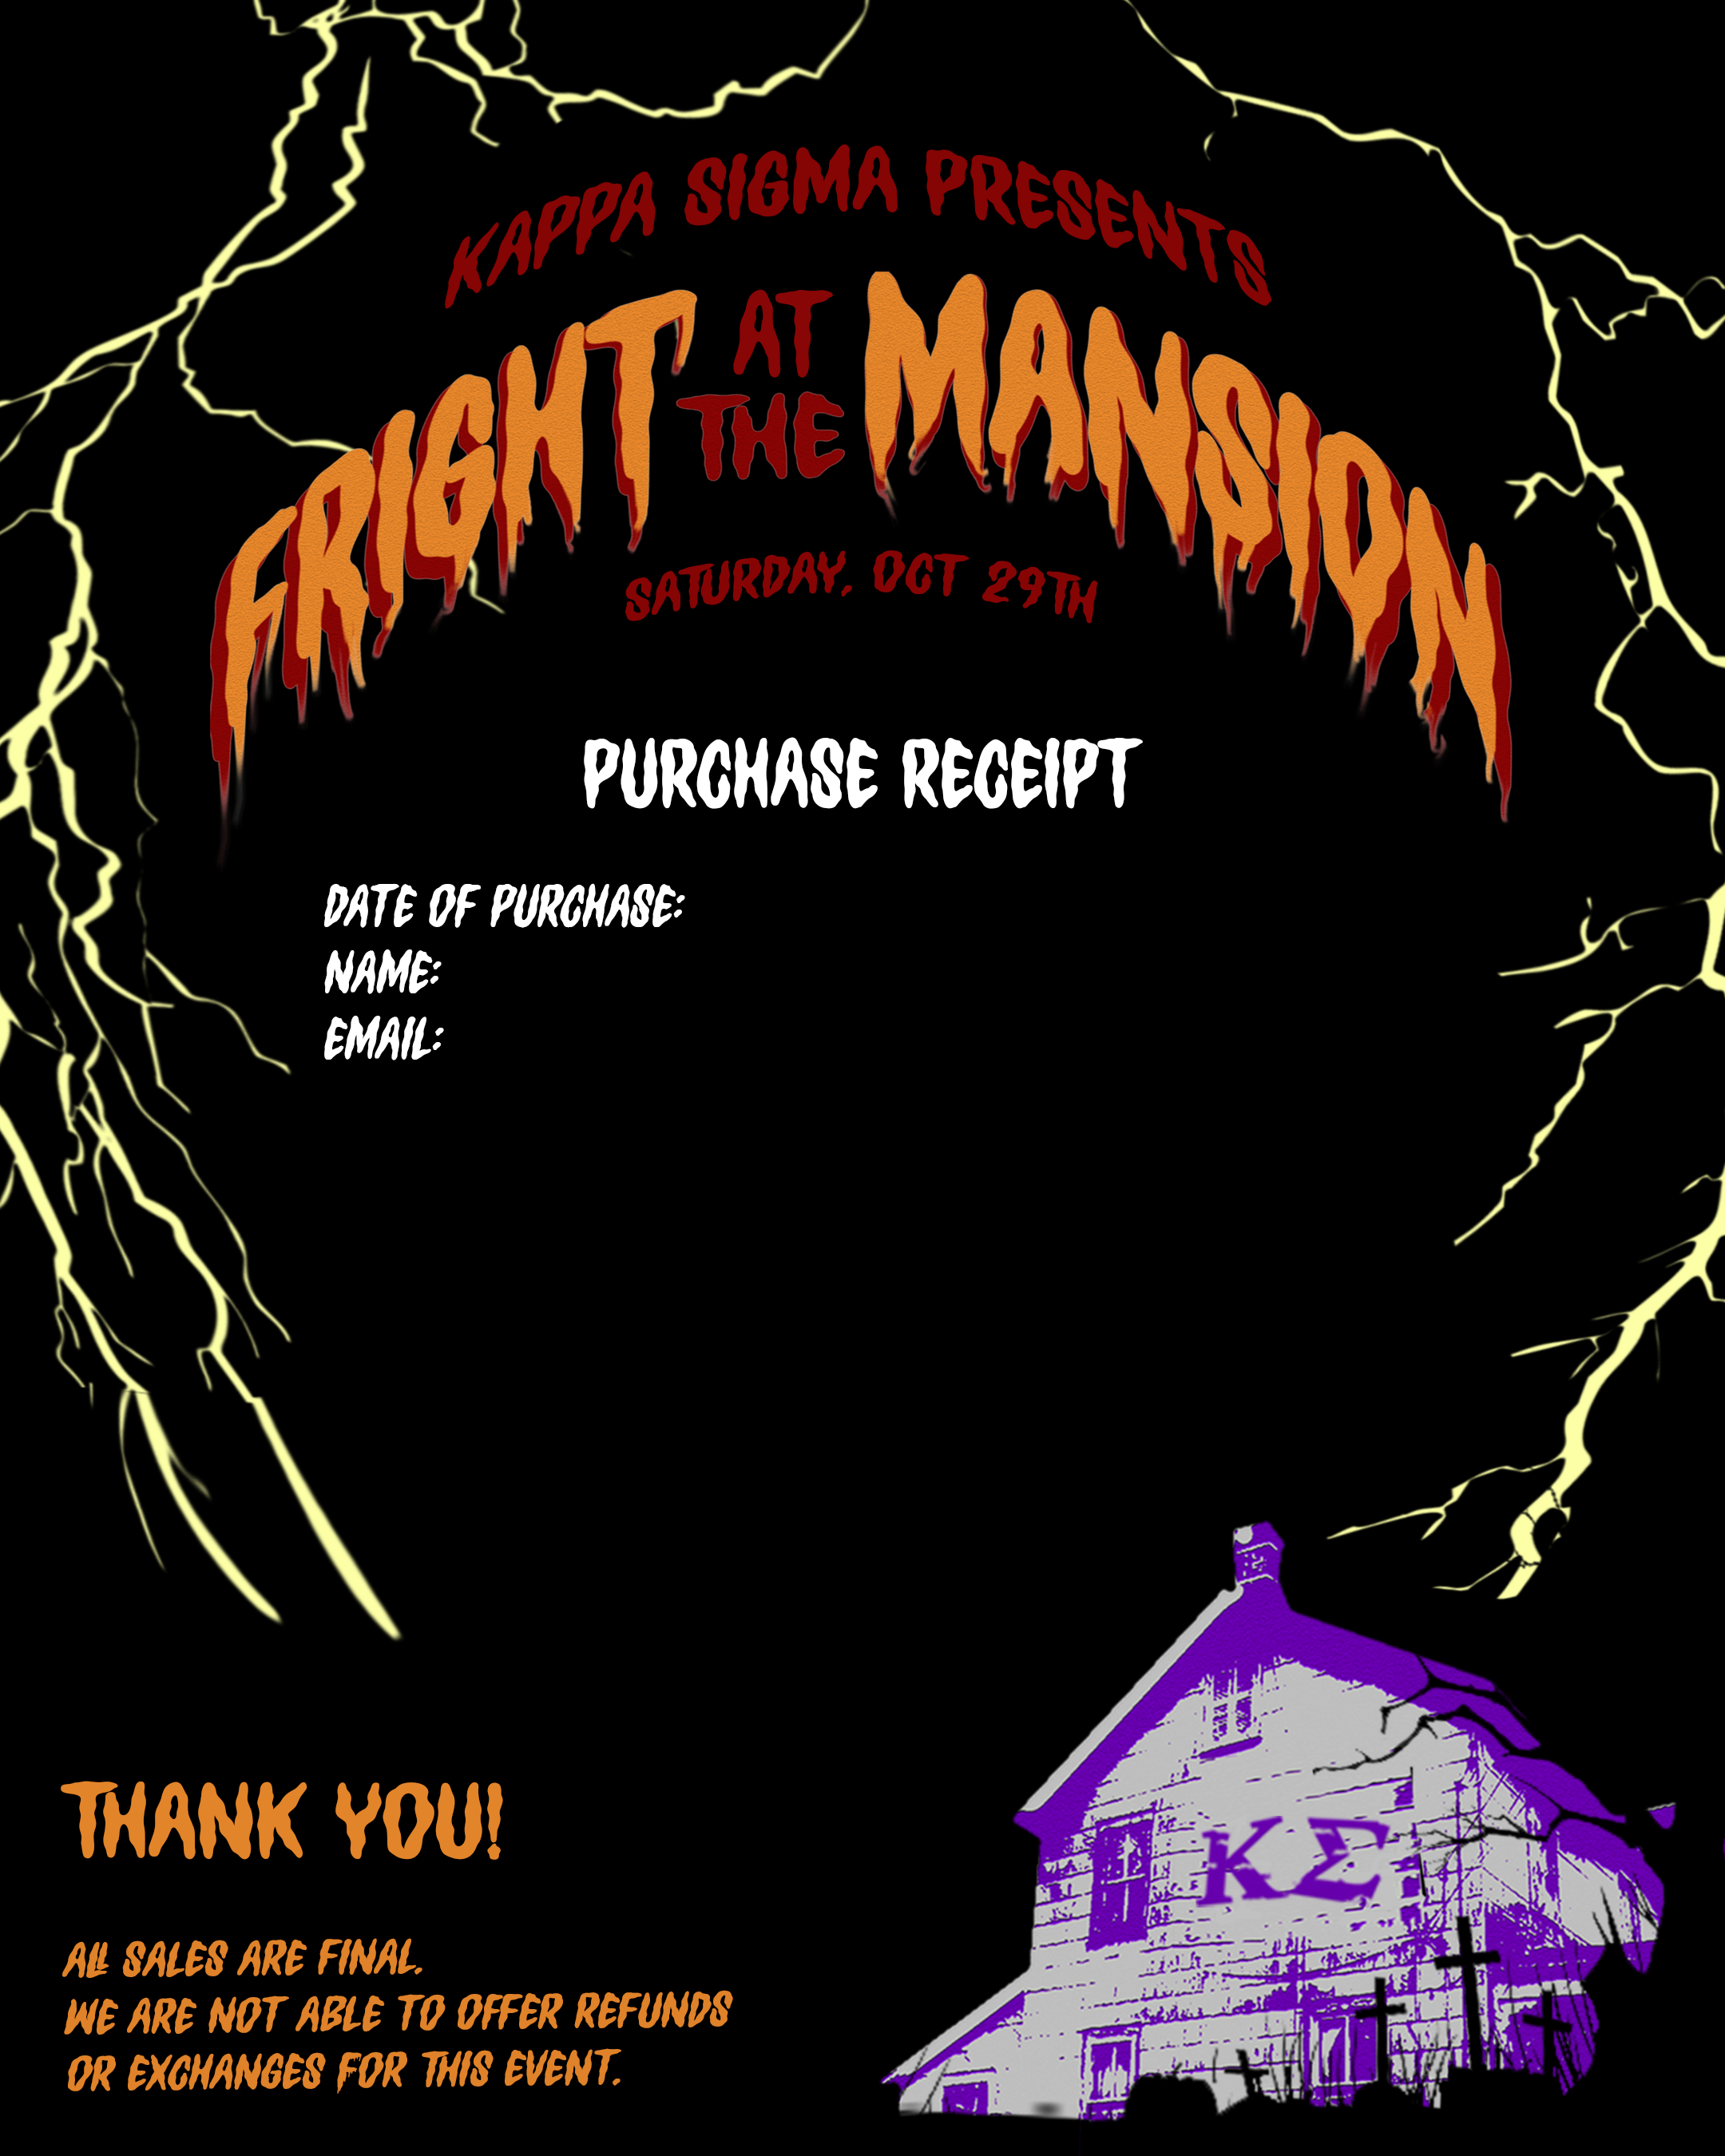 KAPPA SIGMA PRESENTS
FRIGHT AT THE MANSION
SATURDAY, OCT 29TH
PURCHASE RECEIPT
DATE OF PURCHASE:
NAME:
EMAIL:
ΚΣ
THANK YOU!
ALL SALES ARE FINAL.
WE ARE NOT ABLE TO OFFER REFUNDS
OR EXCHANGES FOR THIS EVENT.